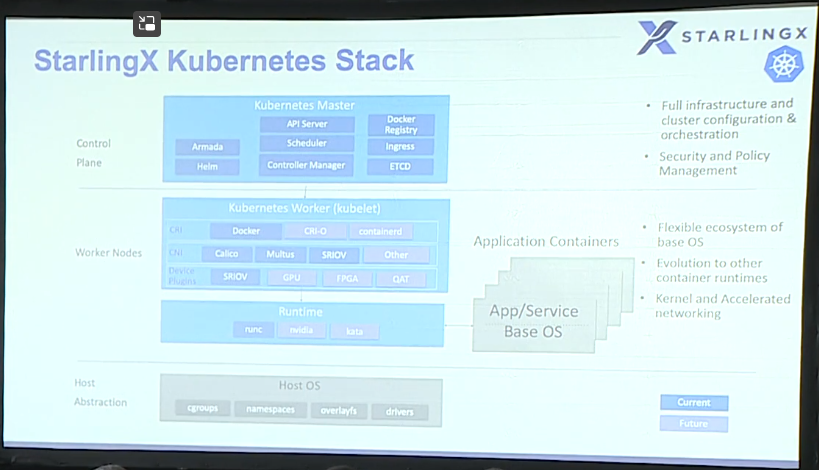 StarlingX Kubernetes Stack
STARLINGX
Control
Plane
Kubernetes Master
API Server
Docker
Registry
Armada
Scheduler
Ingress
Helm
Controller Manager
ETCD
• Full infrastructure and
cluster configuration &
orchestration
• Security and Policy
Management
Worker Nodes
Kubernetes Worker (kubelet)
CRI
Docker
CRI-O
containerd
CNI
Calico
Multus
SRIOV
Other
Device
Plugins
SRIOV
GPU
FPGA
QAT
Runtime
runc
nvidia
kata
Application Containers
App/Service
Base OS
• Flexible ecosystem of
base OS
• Evolution to other
container runtimes
• Kernel and Accelerated
networking
Host
Abstraction
Host OS
cgroups
namespaces
overlayfs
drivers
Current
Future